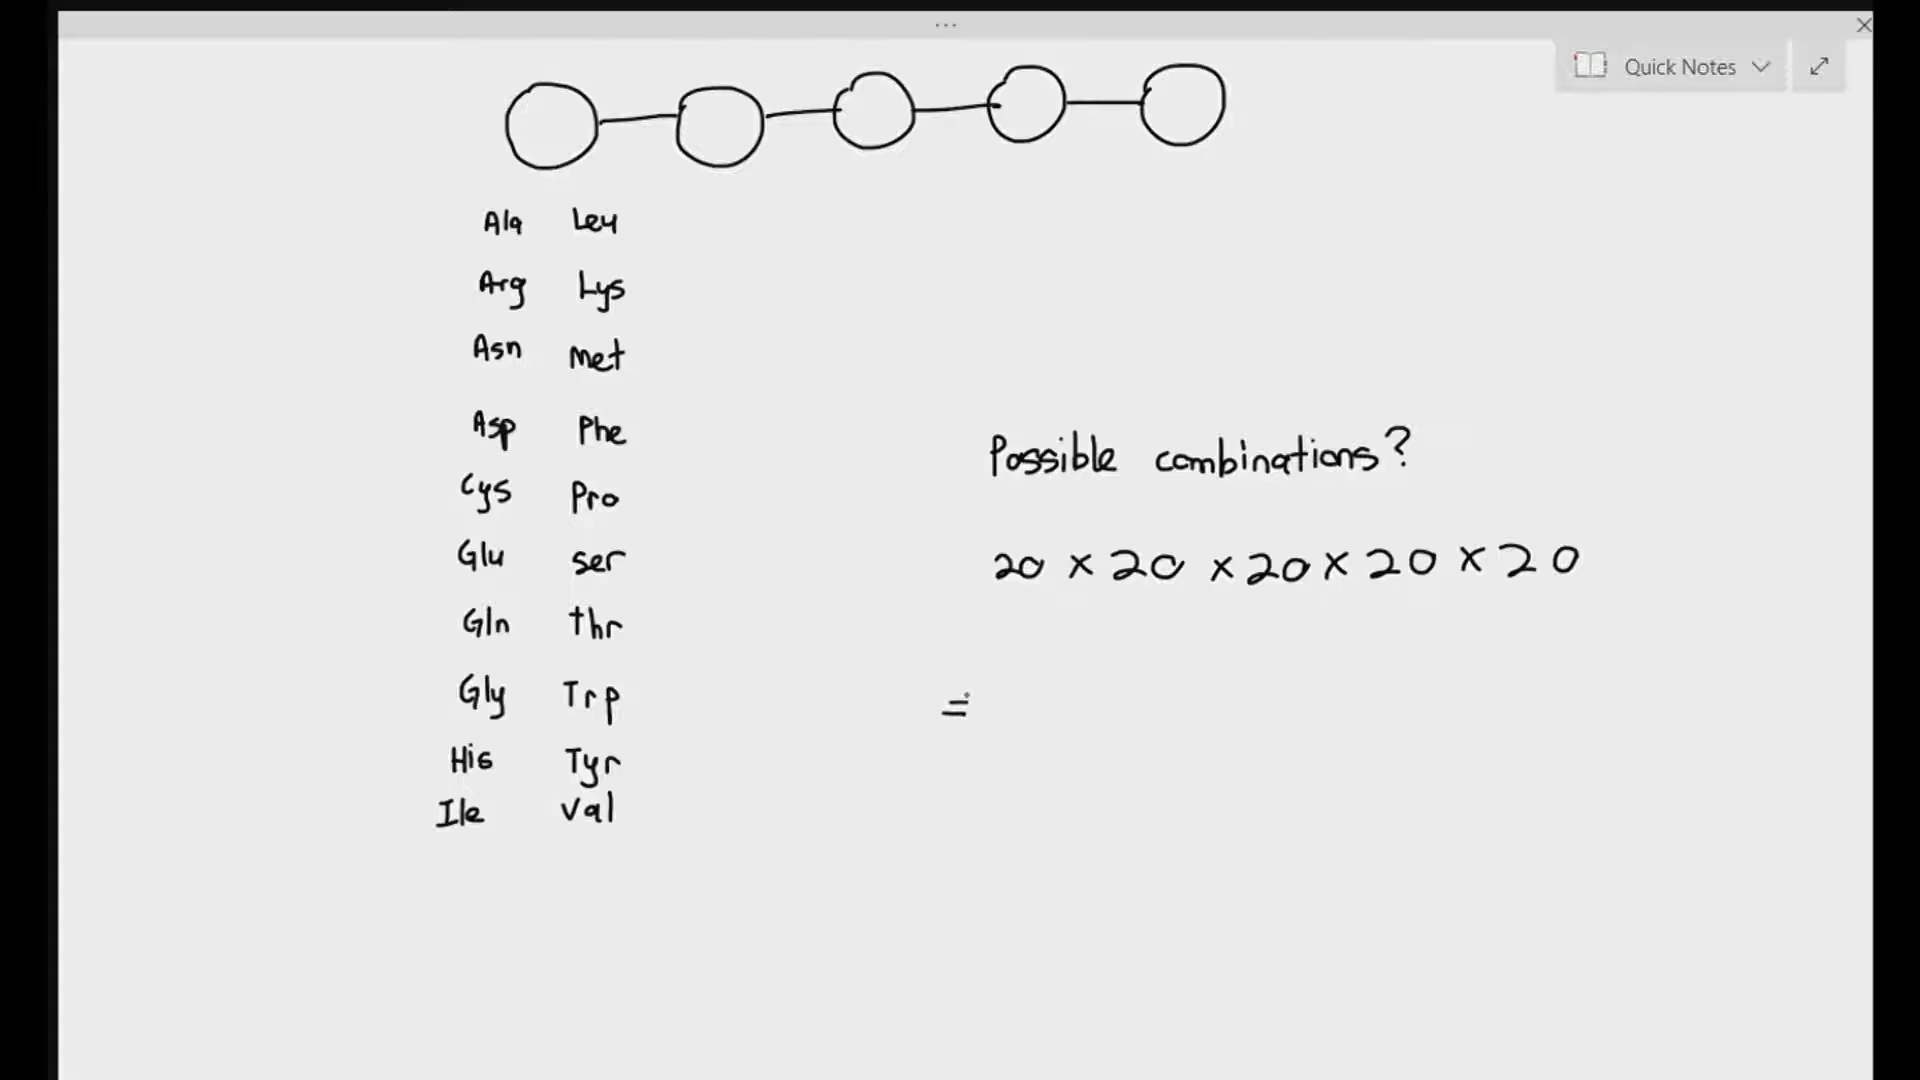 Quick Notes
Ala Leu
Arg Lys
Asn Met
Asp Phe
Cys Pro
Glu ser
Gln thr
Gly Trp
His Tyr
Ile Val
Possible combinations?
20 × 20 × 20 × 20 × 20
=